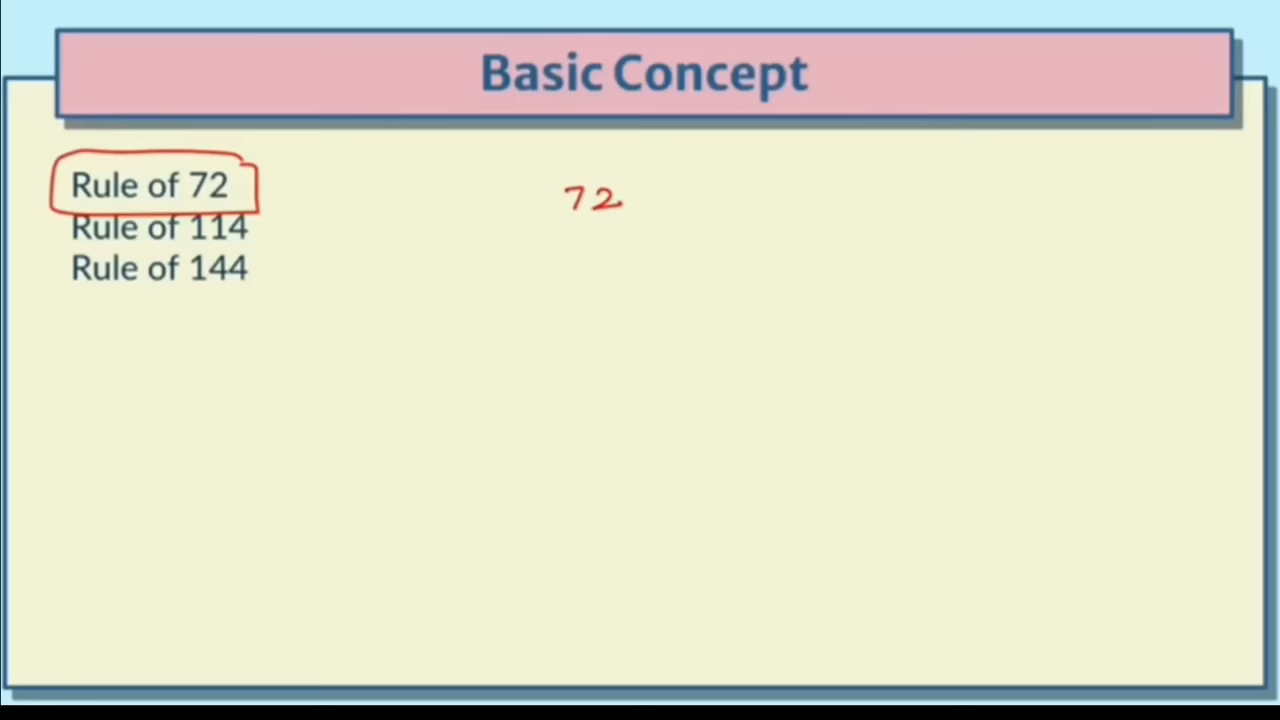 Basic Concept
Rule of 72
72
Rule of 114
Rule of 144